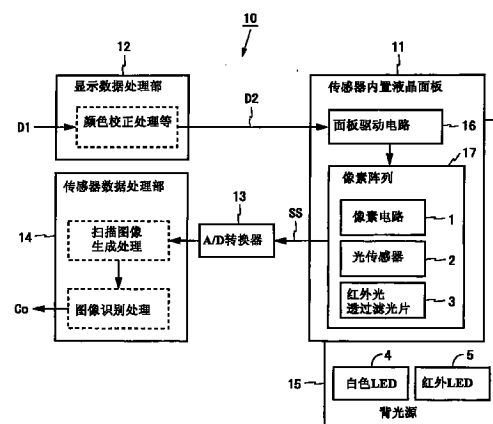 10
12
显示数据处理部
D1
颜色校正处理等
D2
11
传感器内置液晶面板
面板驱动电路
16
17
像素阵列
像素电路
1
光传感器
2
红外光
透过滤光片
3
传感器数据处理部
14
扫描图像
生成处理
图像识别处理
Co
13
A/D转换器
SS
4
5
15
白色LED
红外LED
背光源